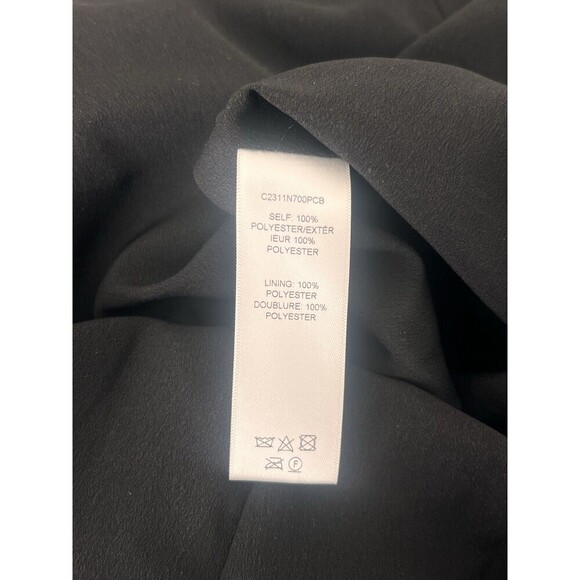 C2311N700PCB
SELF: 100%
POLYESTER/EXTÉR
IEUR 100%
POLYESTER
LINING: 100%
POLYESTER
DOUBLURE: 100%
POLYESTER
F